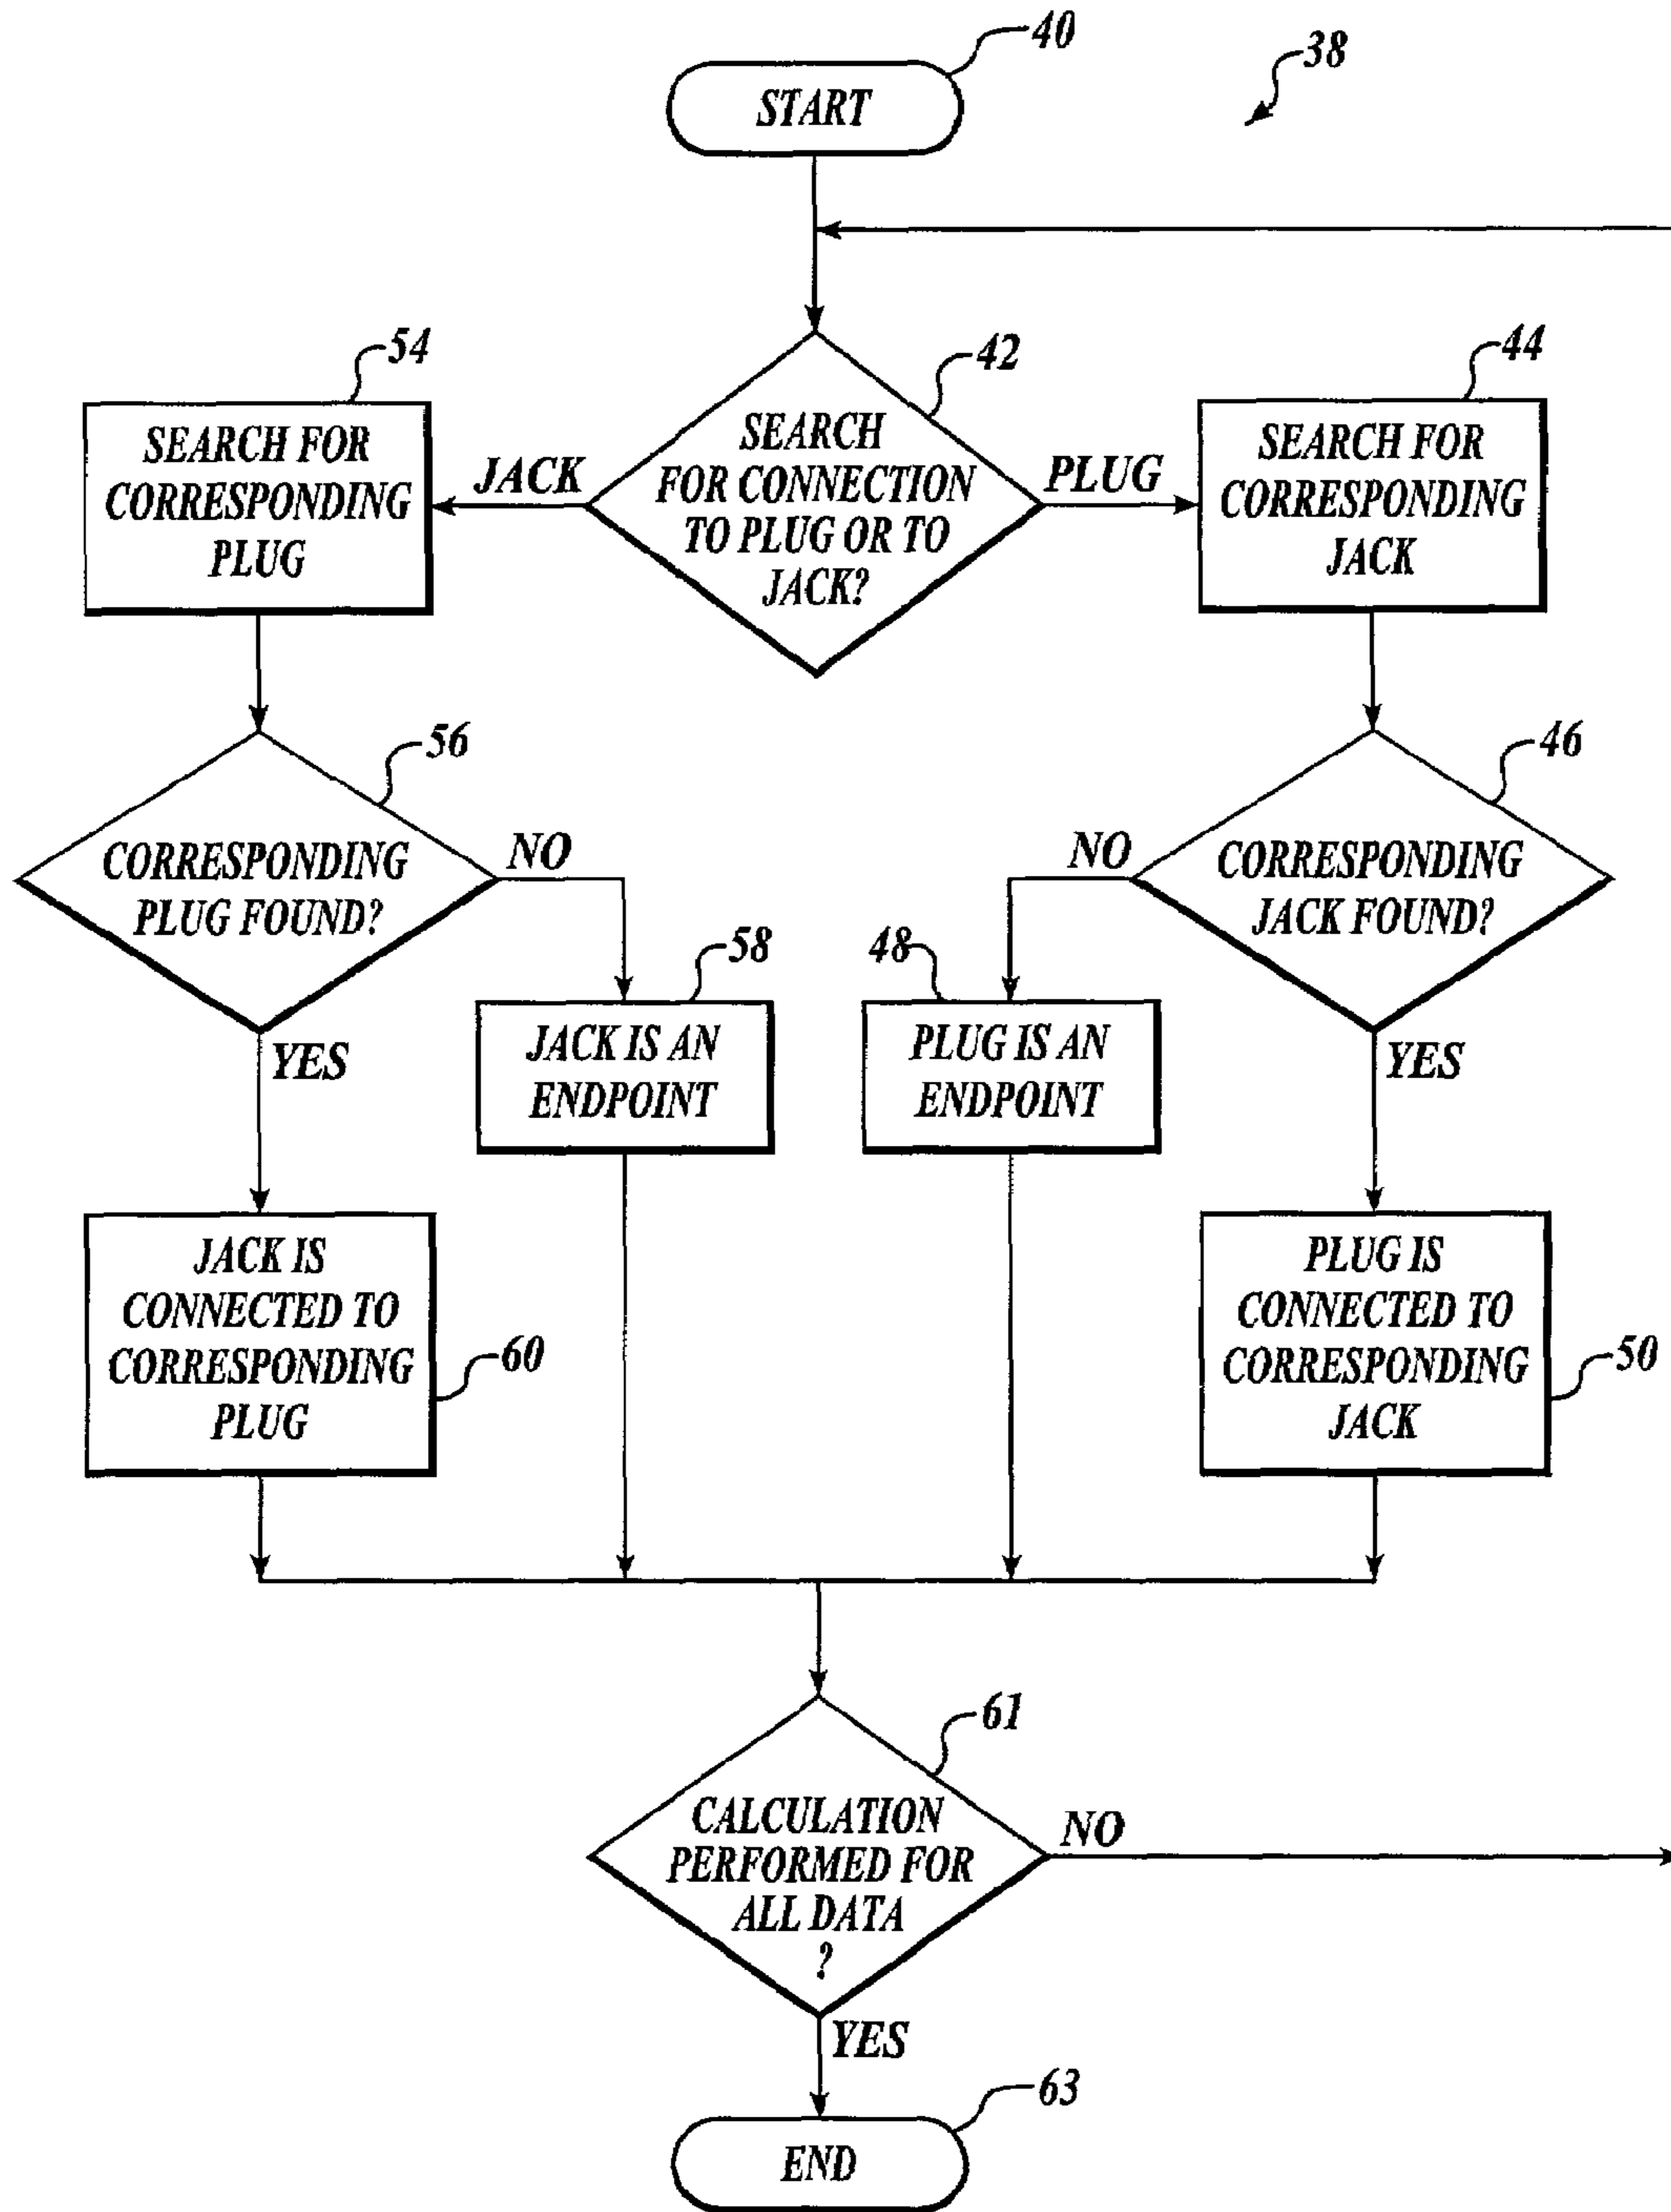 40
38
START
54
42
44
SEARCH FOR
CORRESPONDING
PLUG
JACK
SEARCH
FOR CONNECTION
TO PLUG OR TO
JACK?
PLUG
SEARCH FOR
CORRESPONDING
JACK
56
46
CORRESPONDING
PLUG FOUND?
NO
NO
CORRESPONDING
JACK FOUND?
58
48
YES
JACK IS AN
ENDPOINT
PLUG IS AN
ENDPOINT
YES
JACK IS
CONNECTED TO
CORRESPONDING
PLUG
60
PLUG IS
CONNECTED TO
CORRESPONDING
JACK
50
61
CALCULATION
PERFORMED FOR
ALL DATA
?
NO
YES
63
END